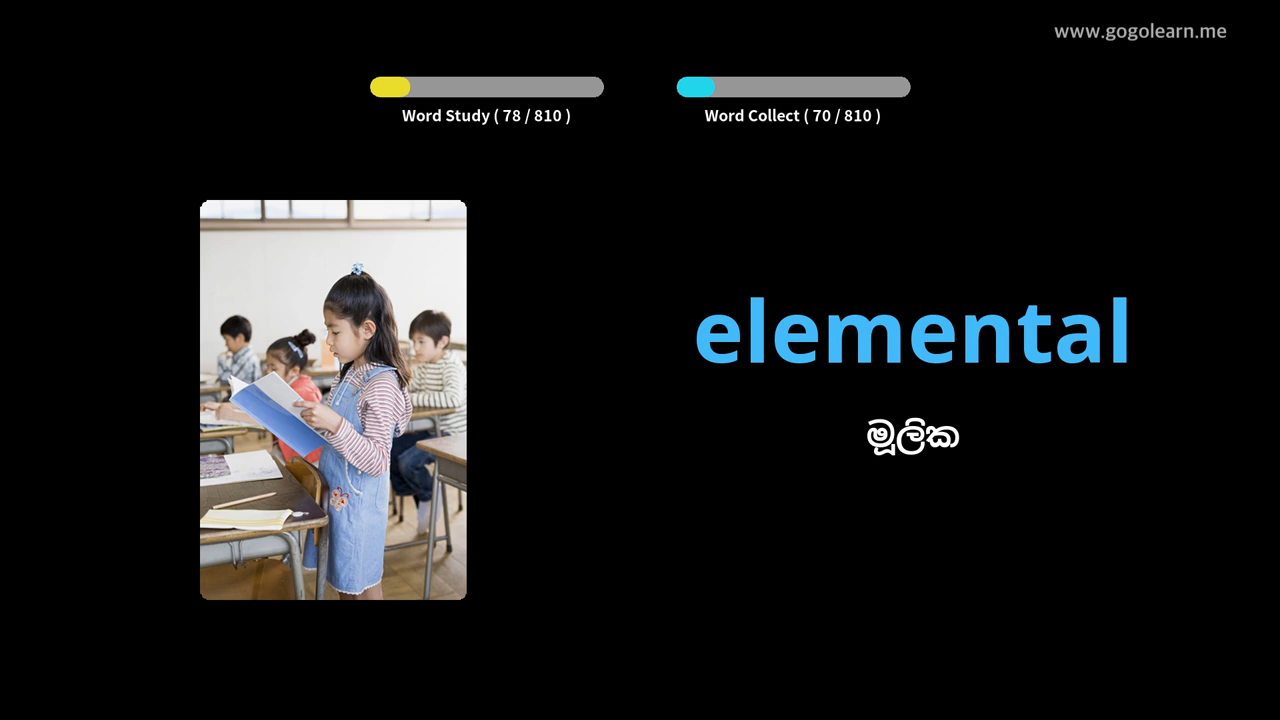 www.gogolearn.me
Word Study ( 78 / 810 )
Word Collect ( 70 / 810 )
elemental
මූලික